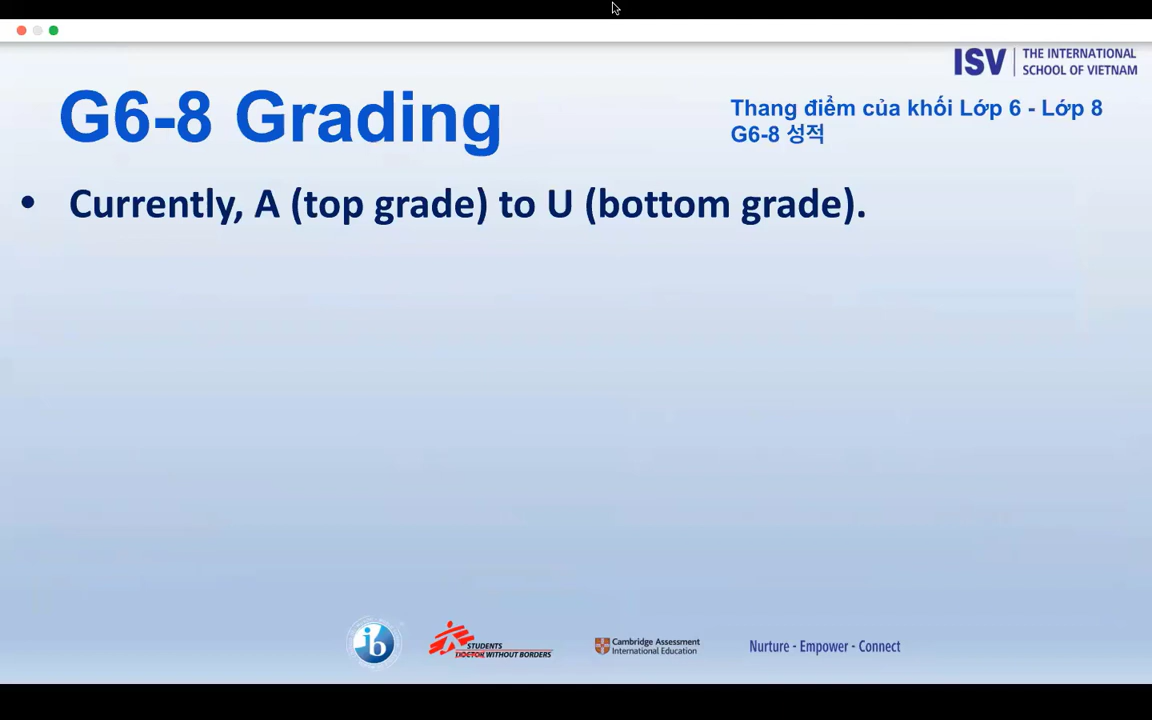 ISV THE INTERNATIONAL
SCHOOL OF VIETNAM
G6-8 Grading
Thang điểm của khối Lớp 6 - Lớp 8
G6-8 성적
• Currently, A (top grade) to U (bottom grade).
ib
STUDENTS
DOCTOR WITHOUT BORDERS
Cambridge Assessment
International Education
Nurture - Empower - Connect